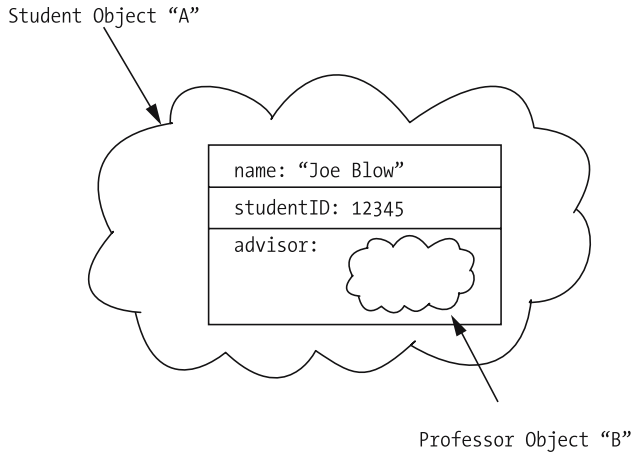 Student Object “A”
name: “Joe Blow”
studentID: 12345
advisor:
Professor Object “B”